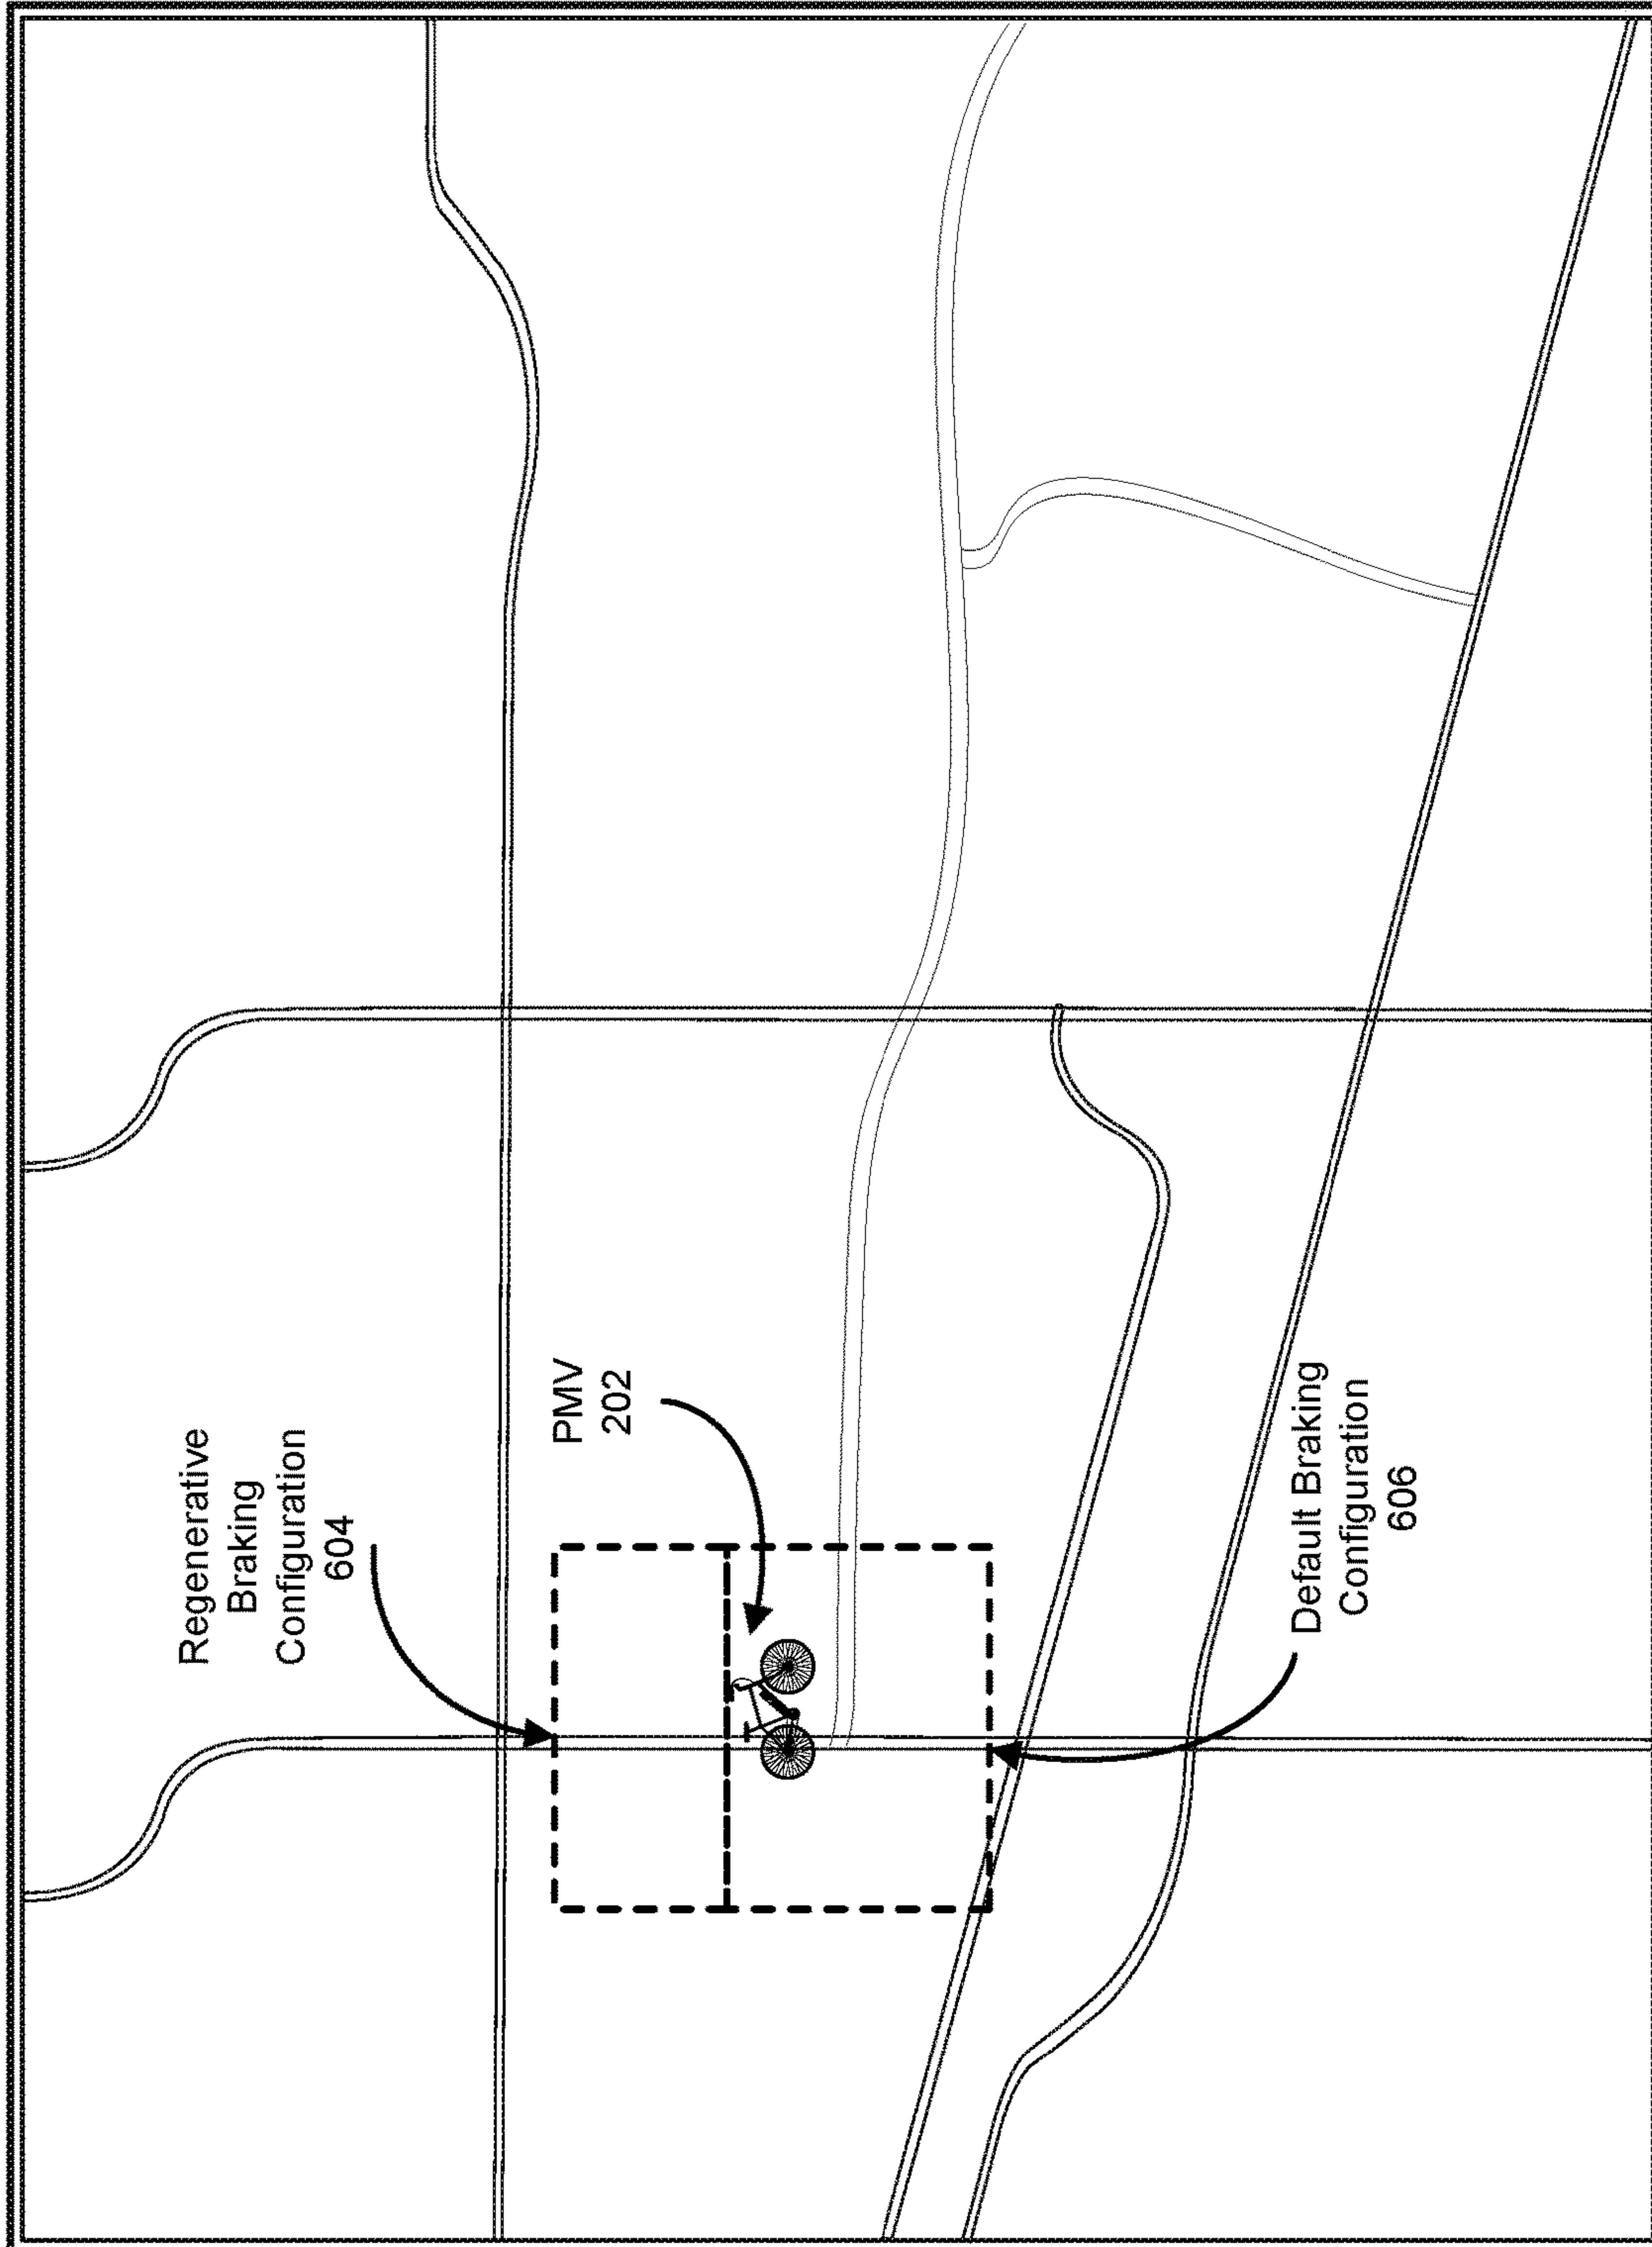 Regenerative
Braking
Configuration
604
PMV
202
Default Braking
Configuration
606